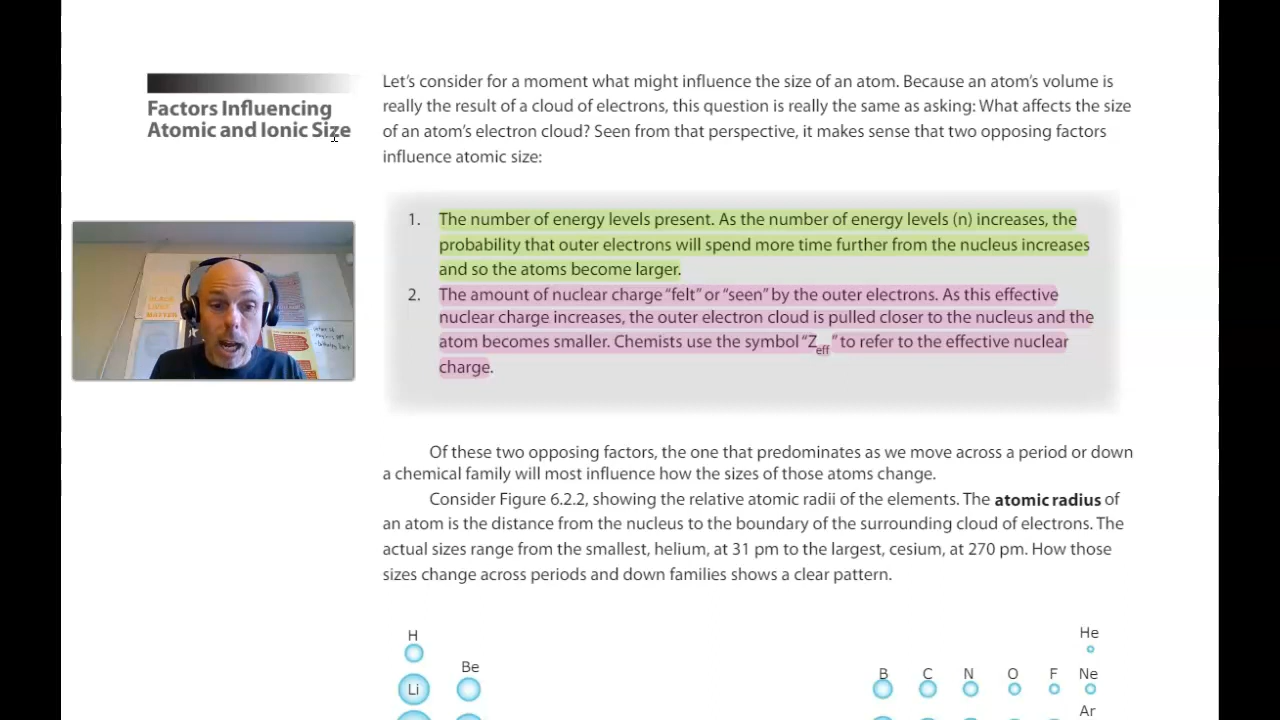 Factors Influencing
Atomic and Ionic Size
Let's consider for a moment what might influence the size of an atom. Because an atom's volume is
really the result of a cloud of electrons, this question is really the same as asking: What affects the size
of an atom's electron cloud? Seen from that perspective, it makes sense that two opposing factors
influence atomic size:
1. The number of energy levels present. As the number of energy levels (n) increases, the
probability that outer electrons will spend more time further from the nucleus increases
and so the atoms become larger.
2. The amount of nuclear charge “felt” or “seen” by the outer electrons. As this effective
nuclear charge increases, the outer electron cloud is pulled closer to the nucleus and the
atom becomes smaller. Chemists use the symbol “Zeff” to refer to the effective nuclear
charge.
BLACK
LIVES
MATTER
Of these two opposing factors, the one that predominates as we move across a period or down
a chemical family will most influence how the sizes of those atoms change.
Consider Figure 6.2.2, showing the relative atomic radii of the elements. The atomic radius of
an atom is the distance from the nucleus to the boundary of the surrounding cloud of electrons. The
actual sizes range from the smallest, helium, at 31 pm to the largest, cesium, at 270 pm. How those
sizes change across periods and down families shows a clear pattern.
H He
Be B C N O F Ne
Li
Ar